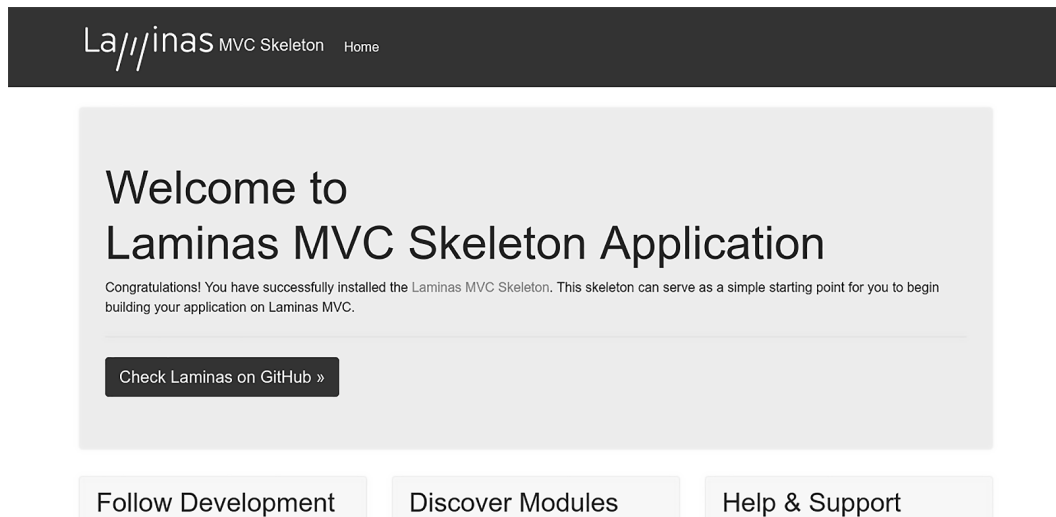 Laminas MVC Skeleton Home
Welcome to
Laminas MVC Skeleton Application
Congratulations! You have successfully installed the Laminas MVC Skeleton. This skeleton can serve as a simple starting point for you to begin
building your application on Laminas MVC.
Check Laminas on GitHub »
Follow Development Discover Modules Help & Support